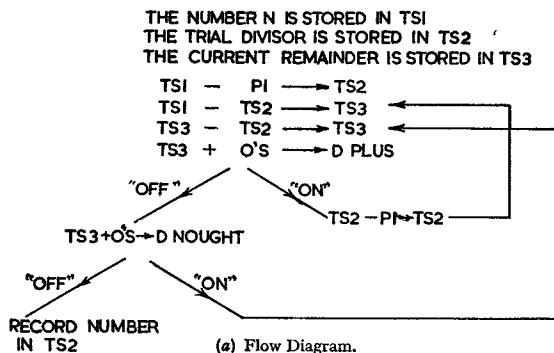 THE NUMBER N IS STORED IN TS1
THE TRIAL DIVISOR IS STORED IN TS2
THE CURRENT REMAINDER IS STORED IN TS3
TS1 — P1 → TS2
TS1 — TS2 → TS3
TS3 — TS2 → TS3
TS3 + O'S → D PLUS
"OFF" "ON"
TS2 — P1 → TS2
TS3 + O'S → D NOUGHT
"OFF" "ON"
RECORD NUMBER
IN TS2
(a) Flow Diagram.